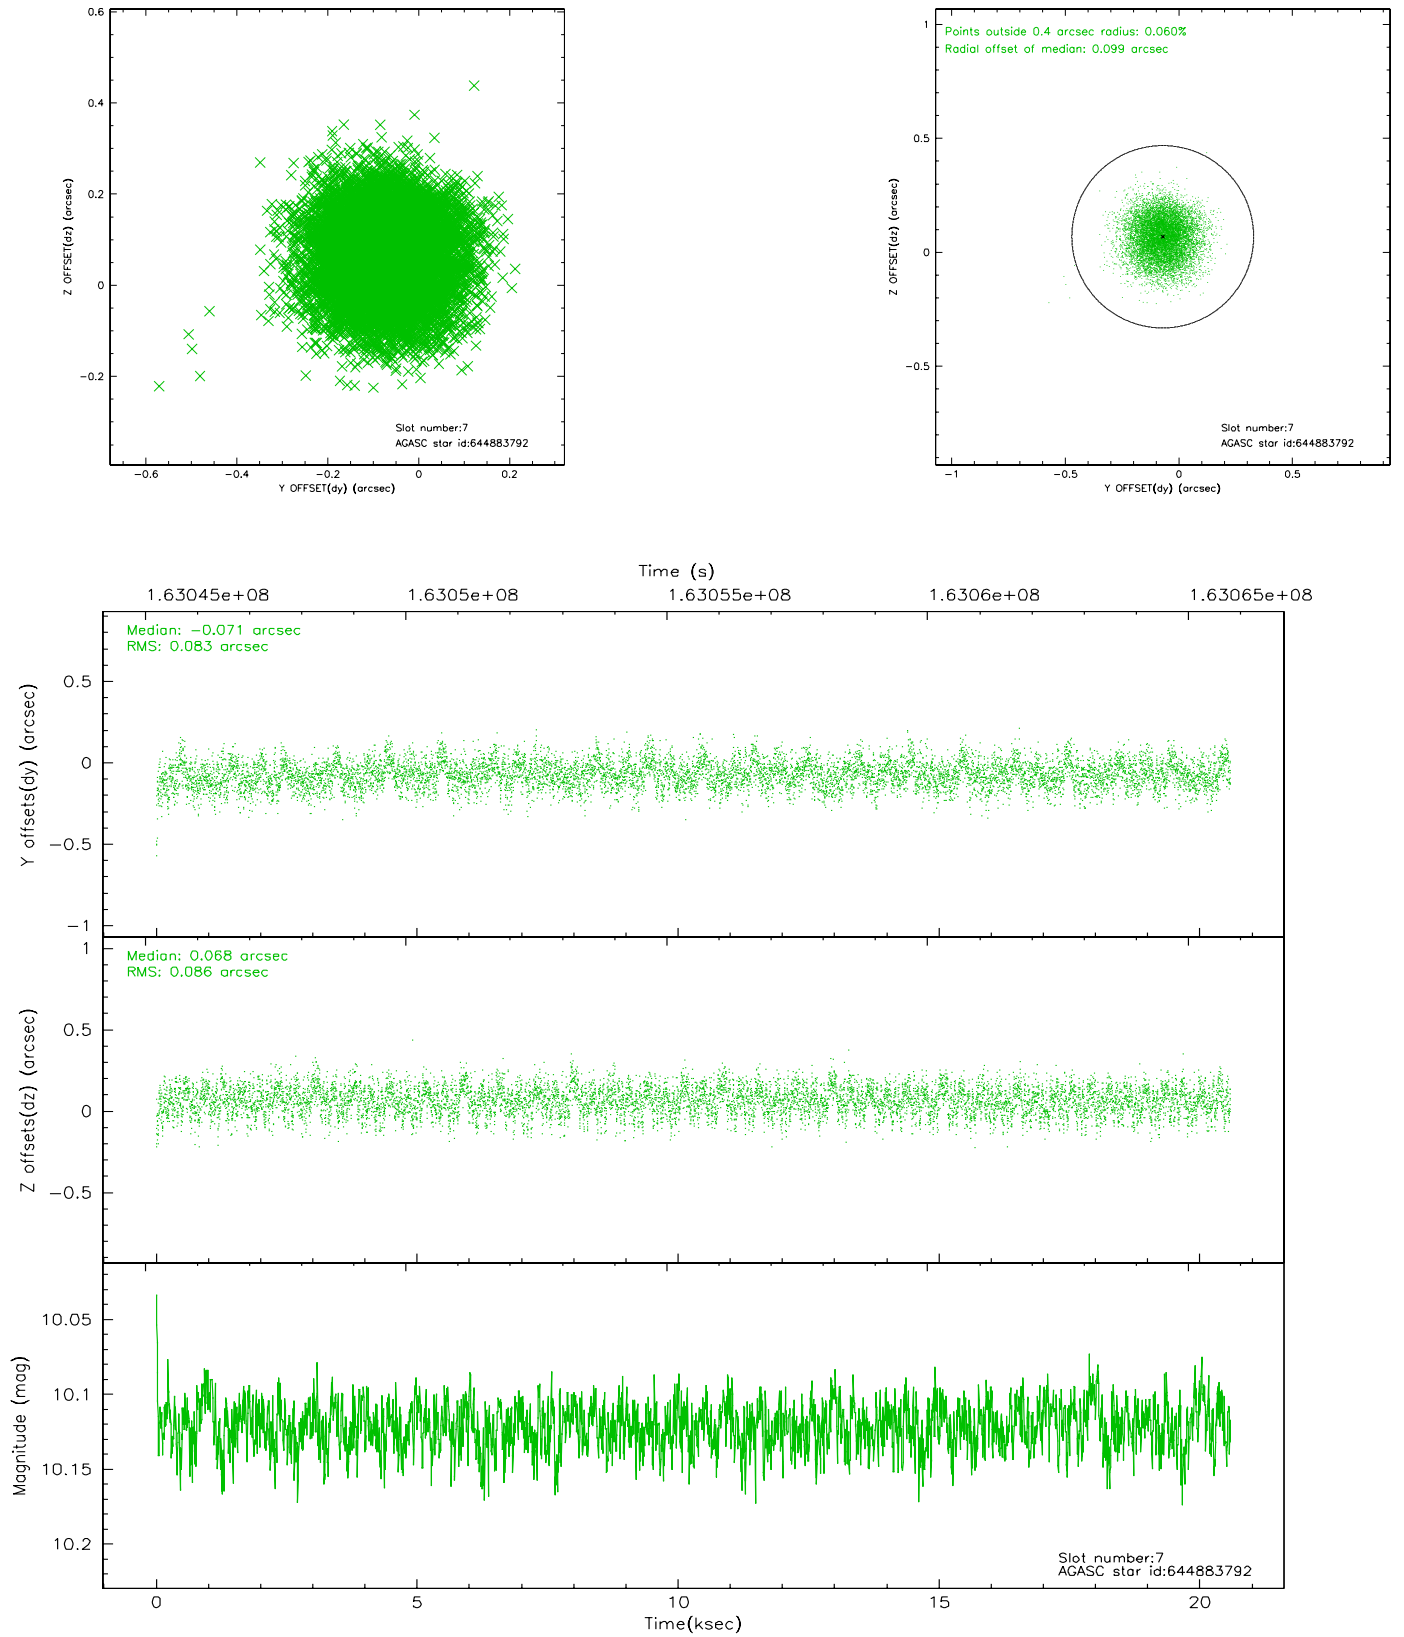 0.6
0.4
0.2
0
−0.2
−0.6
−0.4
−0.2
0
0.2
Z OFFSET(dz) (arcsec)
Y OFFSET(dy) (arcsec)
Slot number:7
AGASC star id:644883792
Points outside 0.4 arcsec radius: 0.060%
Radial offset of median: 0.099 arcsec
1
0.5
0
−0.5
−1
−0.5
0
0.5
Z OFFSET(dz) (arcsec)
Y OFFSET(dy) (arcsec)
Slot number:7
AGASC star id:644883792
Time (s)
1.63045e+08
1.6305e+08
1.63055e+08
1.6306e+08
1.63065e+08
Median: −0.071 arcsec
RMS: 0.083 arcsec
0.5
0
−0.5
−1
Y offsets(dy) (arcsec)
Median: 0.068 arcsec
RMS: 0.086 arcsec
1
0.5
0
−0.5
Z offsets(dz) (arcsec)
10.05
10.1
10.15
10.2
Magnitude (mag)
Slot number:7
AGASC star id:644883792
0
5
10
15
20
Time(ksec)